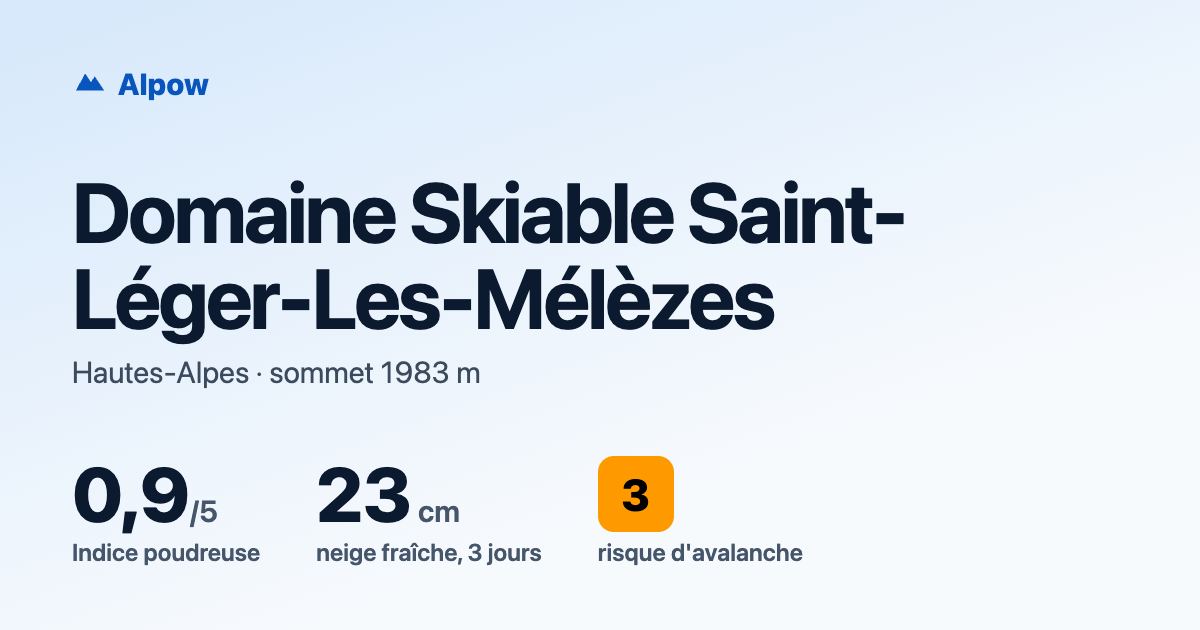 Alpow
Domaine Skiable Saint-
Léger-Les-Mélèzes
Hautes-Alpes · sommet 1983 m
0,9/5
Indice poudreuse
23 cm
neige fraîche, 3 jours
3
risque d'avalanche